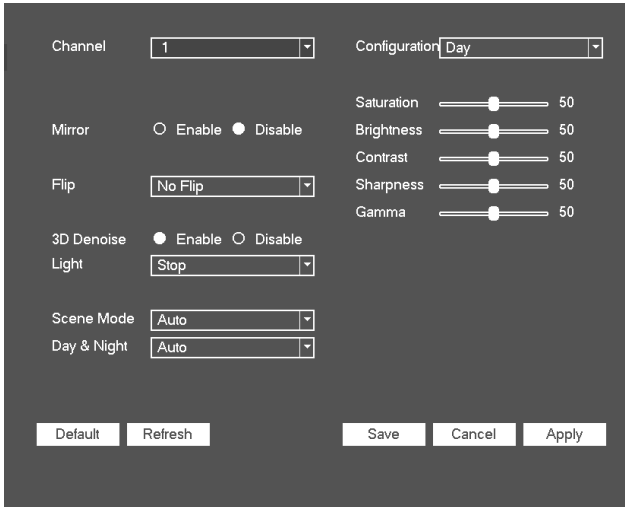 Channel 1 Configuration Day
Saturation 50
Mirror Enable Disable Brightness 50
Contrast 50
Flip No Flip Sharpness 50
Gamma 50
3D Denoise Enable Disable
Light Stop
Scene Mode Auto
Day & Night Auto
Default Refresh Save Cancel Apply